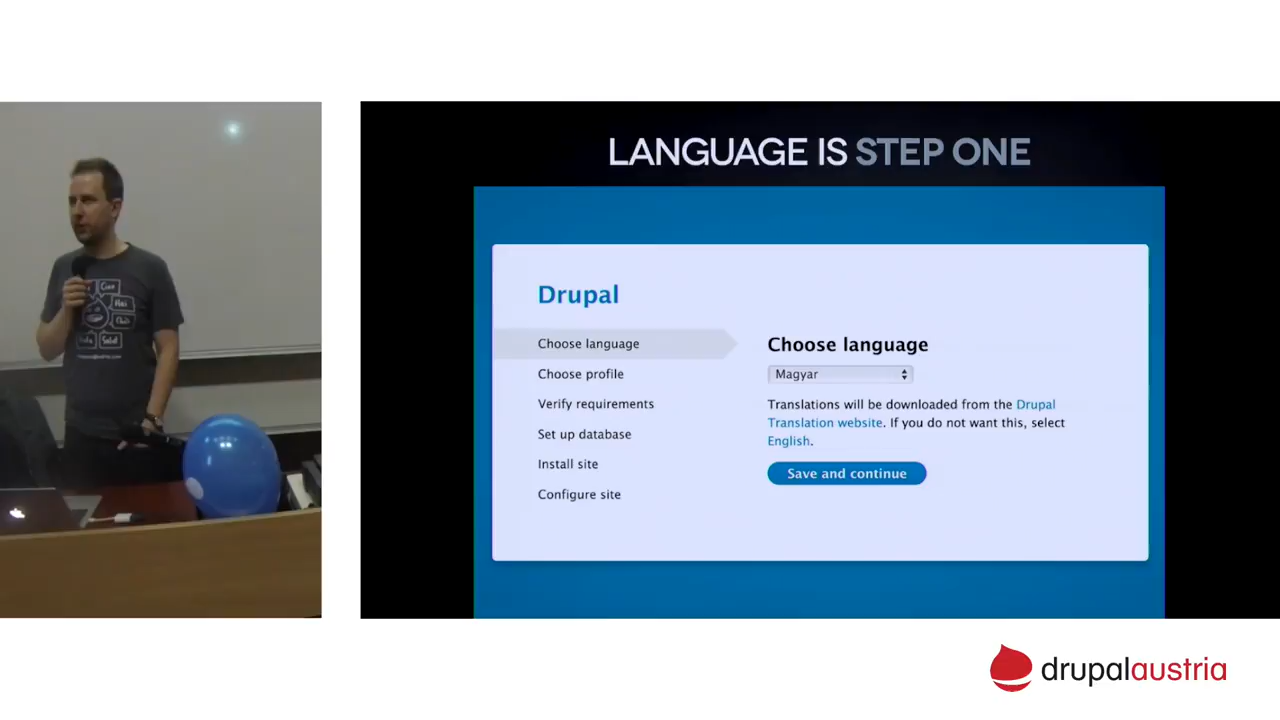 LANGUAGE IS STEP ONE
Drupal
Choose language
Choose profile
Verify requirements
Set up database
Install site
Configure site
Choose language
Magyar
Translations will be downloaded from the Drupal
Translation website. If you do not want this, select
English.
Save and continue
drupalaustria